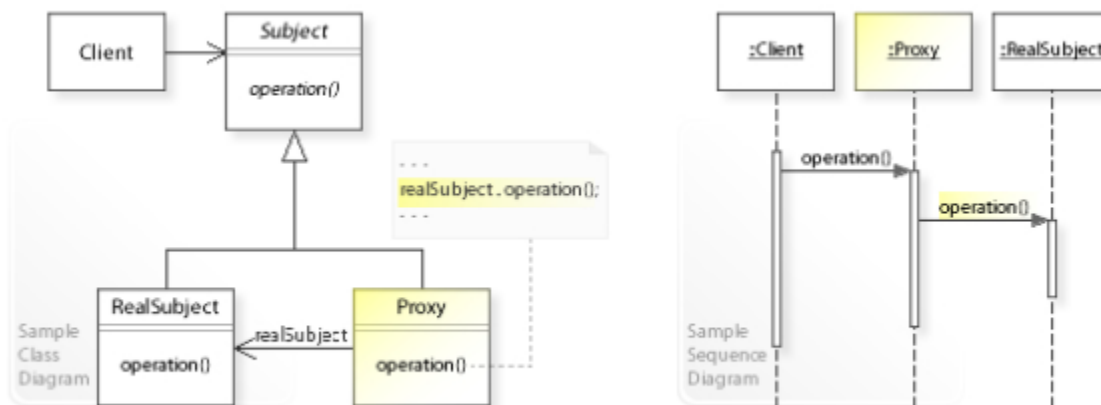 Client
Subject
operation()
- - -
realSubject.operation();
- - -
RealSubject
operation()
realSubject
Proxy
operation()
Sample
Class
Diagram
:Client
:Proxy
:RealSubject
operation()
operation()
Sample
Sequence
Diagram